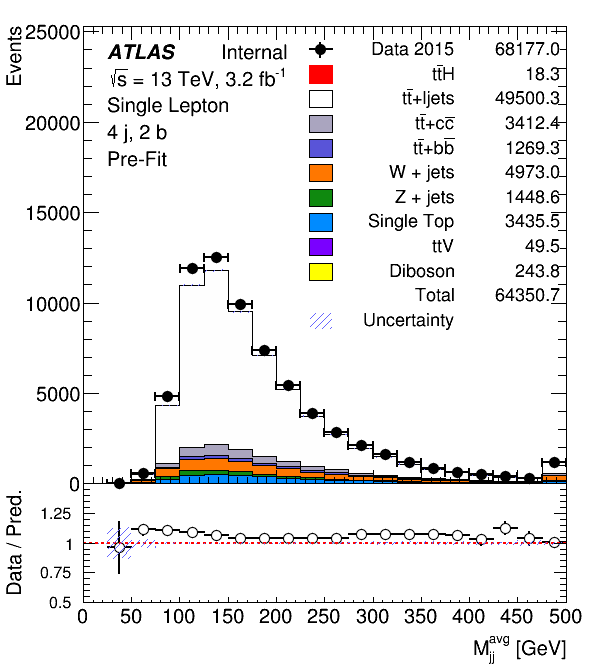 Events
25000
20000
15000
10000
5000
0
ATLAS Internal
√s = 13 TeV, 3.2 fb⁻¹
Single Lepton
4 j, 2 b
Pre-Fit
Data 2015 68177.0
tt̄H 18.3
tt̄+ljets 49500.3
tt̄+cc̄ 3412.4
tt̄+bb̄ 1269.3
W + jets 4973.0
Z + jets 1448.6
Single Top 3435.5
ttV 49.5
Diboson 243.8
Total 64350.7
Uncertainty
Data / Pred.
1.25
1
0.75
0.5
0 50 100 150 200 250 300 350 400 450 500
M_jj^avg [GeV]